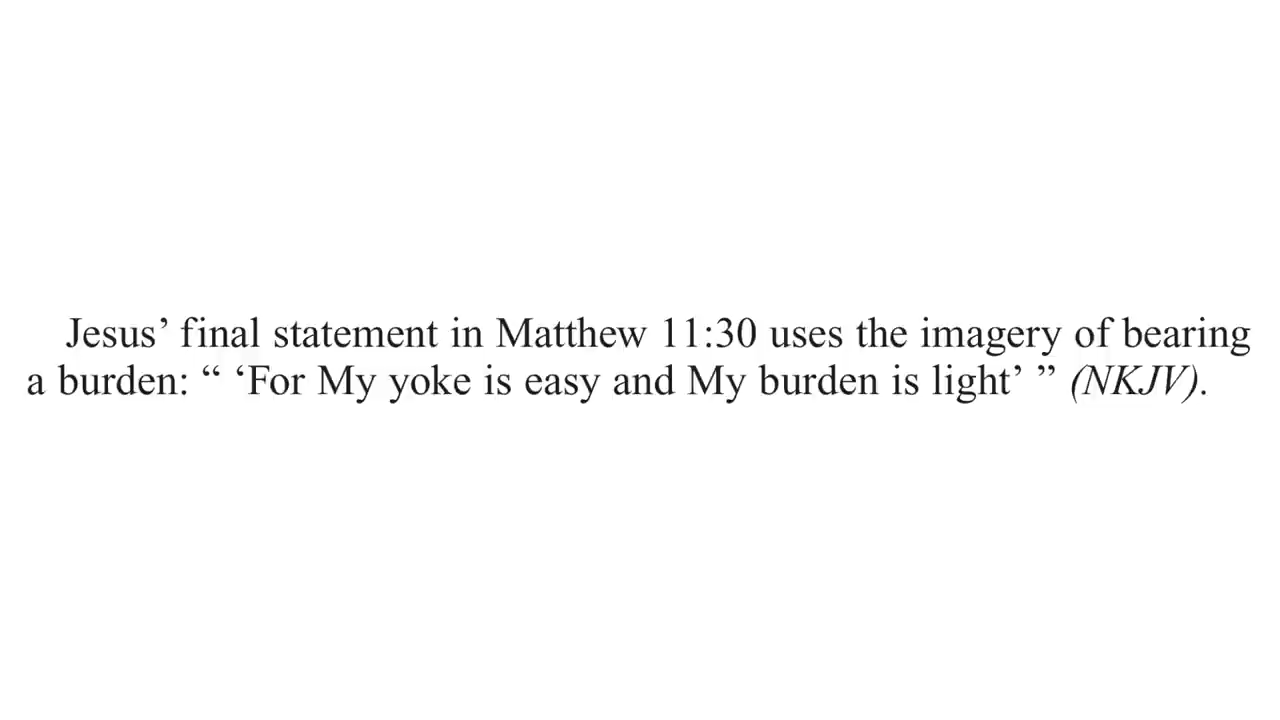 Jesus’ final statement in Matthew 11:30 uses the imagery of bearing
a burden: “ ‘For My yoke is easy and My burden is light’ ” (NKJV).